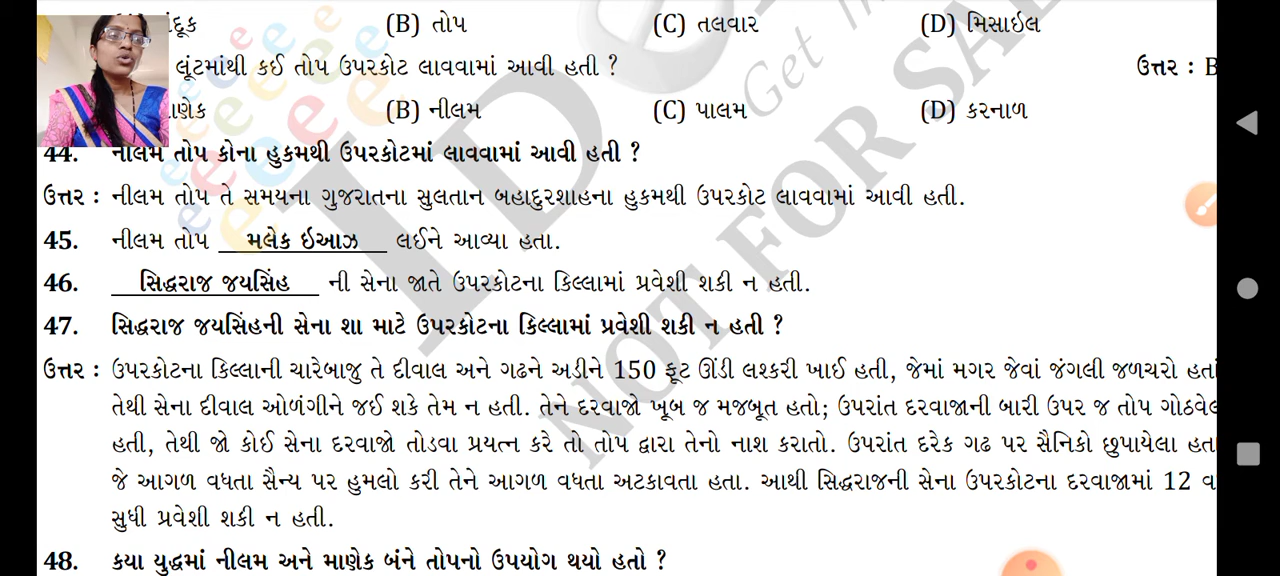 (B) તોપ (C) તલવાર (D) મિસાઇલ
લૂંટમાંથી કઈ તોપ ઉપરકોટ લાવવામાં આવી હતી ? ઉત્તર : B
(B) નીલમ (C) પાલમ (D) કરનાળ
44. નીલમ તોપ કોના હુકમથી ઉપરકોટમાં લાવવામાં આવી હતી ?
ઉત્તર : નીલમ તોપ તે સમયના ગુજરાતના સુલતાન બહાદુરશાહના હુકમથી ઉપરકોટ લાવવામાં આવી હતી.
45. નીલમ તોપ મલેક ઇઆઝ લઈને આવ્યા હતા.
46. સિદ્ધરાજ જયસિંહ ની સેના જાતે ઉપરકોટના કિલ્લામાં પ્રવેશી શકી ન હતી.
47. સિદ્ધરાજ જયસિંહની સેના શા માટે ઉપરકોટના કિલ્લામાં પ્રવેશી શકી ન હતી ?
ઉત્તર : ઉપરકોટના કિલ્લાની ચારેબાજુ તે દીવાલ અને ગઢને અડીને 150 ફૂટ ઊંડી લશ્કરી ખાઈ હતી, જેમાં મગર જેવાં જંગલી જળચરો હતાં
તેથી સેના દીવાલ ઓળંગીને જઈ શકે તેમ ન હતી. તેને દરવાજો ખૂબ જ મજબૂત હતો; ઉપરાંત દરવાજાની બારી ઉપર જ તોપ
હતી, તેથી જો કોઈ સેના દરવાજો તોડવા પ્રયત્ન કરે તો તોપ દ્વારા તેનો નાશ કરાતો. ઉપરાંત દરેક ગઢ પર સૈનિકો છુપાયેલા હતા
જે આગળ વધતા સૈન્ય પર હુમલો કરી તેને આગળ વધતા અટકાવતા હતા. આથી સિદ્ધરાજની સેના ઉપરકોટના દરવાજામાં 12
સુધી પ્રવેશી શકી ન હતી.
48. કયા યુદ્ધમાં નીલમ અને માણેક બંને તોપનો ઉપયોગ થયો હતો ?